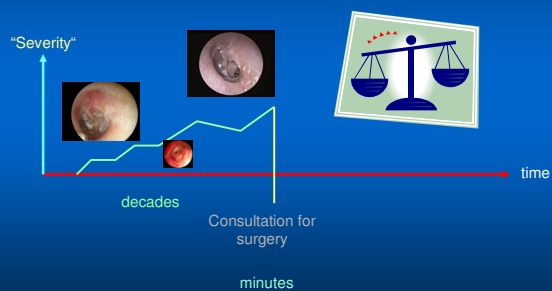 “Severity“
time
decades
Consultation for
surgery
minutes